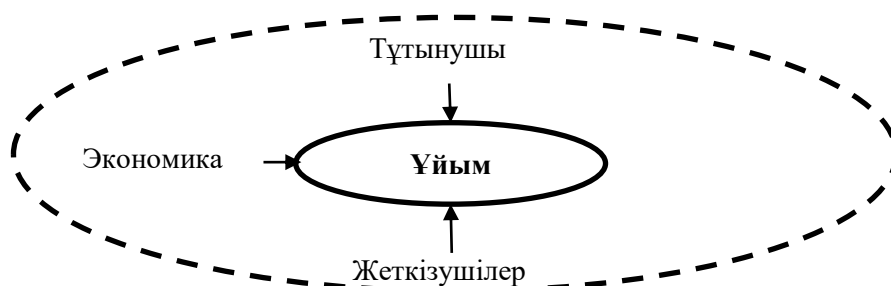 Тұтынушы
Экономика
Ұйым
Жеткізушілер